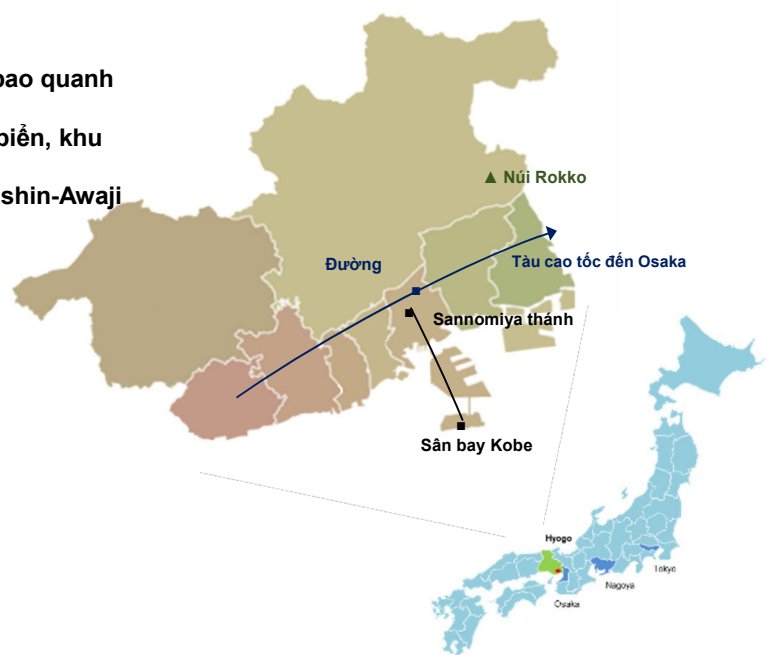 bao quanh
biển, khu
shin-Awaji
▲ Núi Rokko
Đường
Tàu cao tốc đến Osaka
Sannomiya thánh
Sân bay Kobe
Hyogo
Tokyo
Nagoya
Osaka